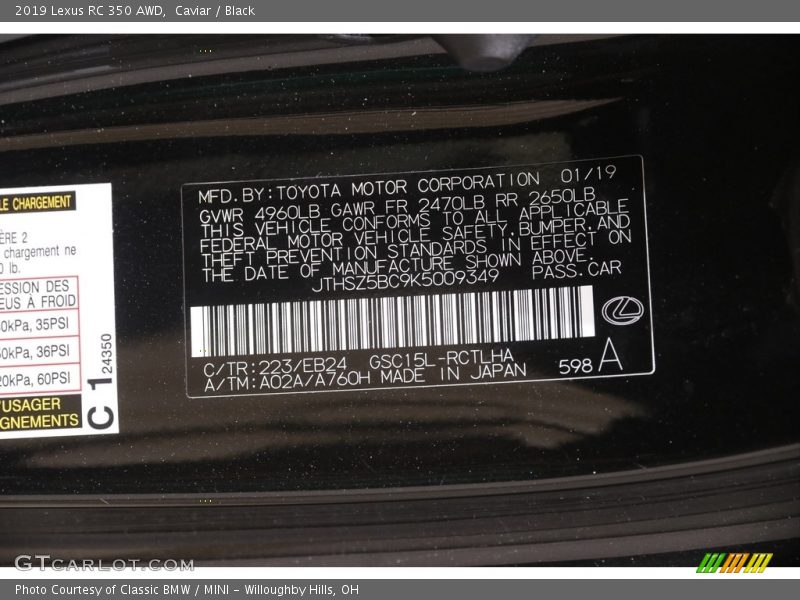 2019 Lexus RC 350 AWD, Caviar / Black
MFD.BY:TOYOTA MOTOR CORPORATION 01/19
GVWR 4960LB GAWR FR 2470LB RR 2650LB
THIS VEHICLE CONFORMS TO ALL APPLICABLE
FEDERAL MOTOR VEHICLE SAFETY,BUMPER,AND
THEFT PREVENTION STANDARDS IN EFFECT ON
THE DATE OF MANUFACTURE SHOWN ABOVE.
JTHSZ5BC9K5009349 PASS.CAR
C/TR:223/EB24 GSC15L-RCTLHA
A/TM:A02A/A760H MADE IN JAPAN 598 A
LE CHARGEMENT
ÈRE 2
chargement ne
lb.
ESSION DES
EUS À FROID
kPa, 35PSI
kPa, 36PSI
20kPa, 60PSI
'USAGER
GNEMENTS
C 1 24350
GTCARLOT.COM
Photo Courtesy of Classic BMW / MINI - Willoughby Hills, OH